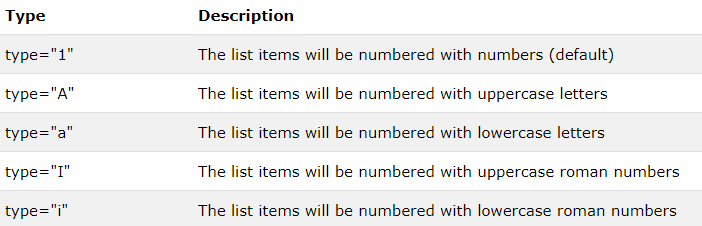 Type Description
type="1" The list items will be numbered with numbers (default)
type="A" The list items will be numbered with uppercase letters
type="a" The list items will be numbered with lowercase letters
type="I" The list items will be numbered with uppercase roman numbers
type="i" The list items will be numbered with lowercase roman numbers